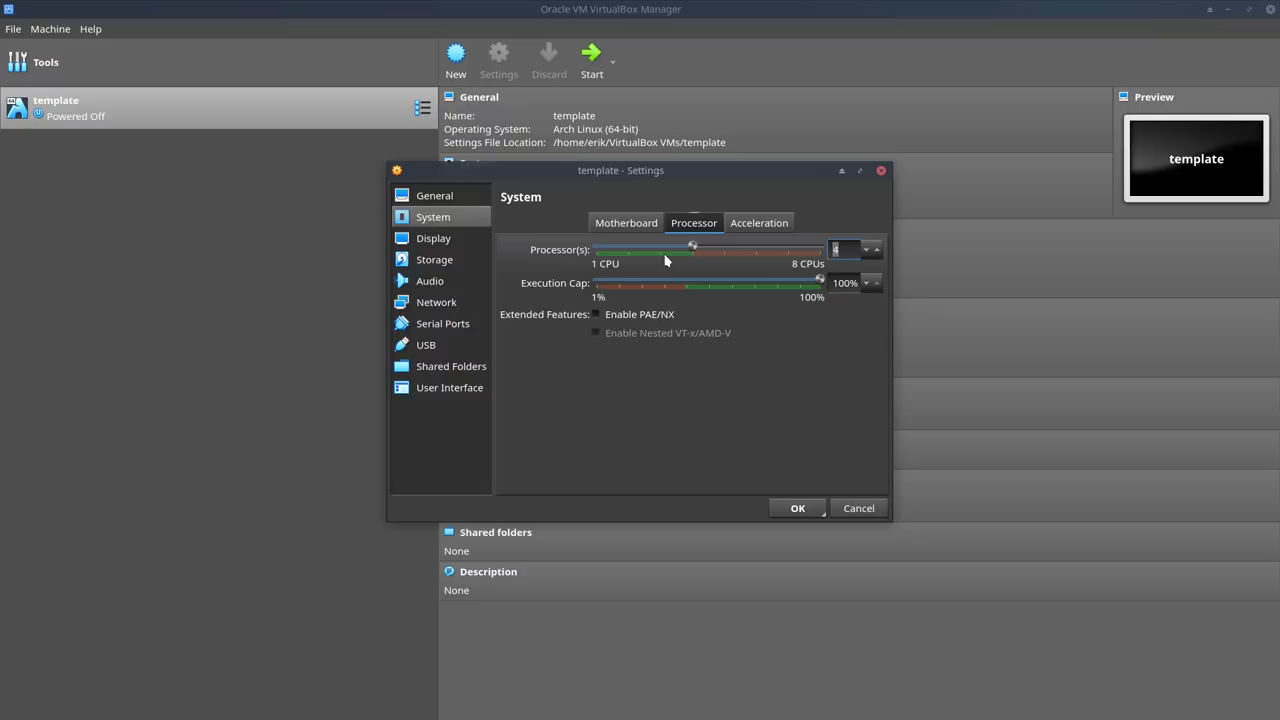 Oracle VM VirtualBox Manager
File Machine Help
Tools
New Settings Discard Start
template
Powered Off
General
Name: template
Operating System: Arch Linux (64-bit)
Settings File Location: /home/erik/VirtualBox VMs/template
Preview
template
template - Settings
General
System
Display
Storage
Audio
Network
Serial Ports
USB
Shared Folders
User Interface
System
Motherboard Processor Acceleration
Processor(s): 4
1 CPU 8 CPUs
Execution Cap: 100%
1% 100%
Extended Features: Enable PAE/NX
Enable Nested VT-x/AMD-V
OK Cancel
Shared folders
None
Description
None